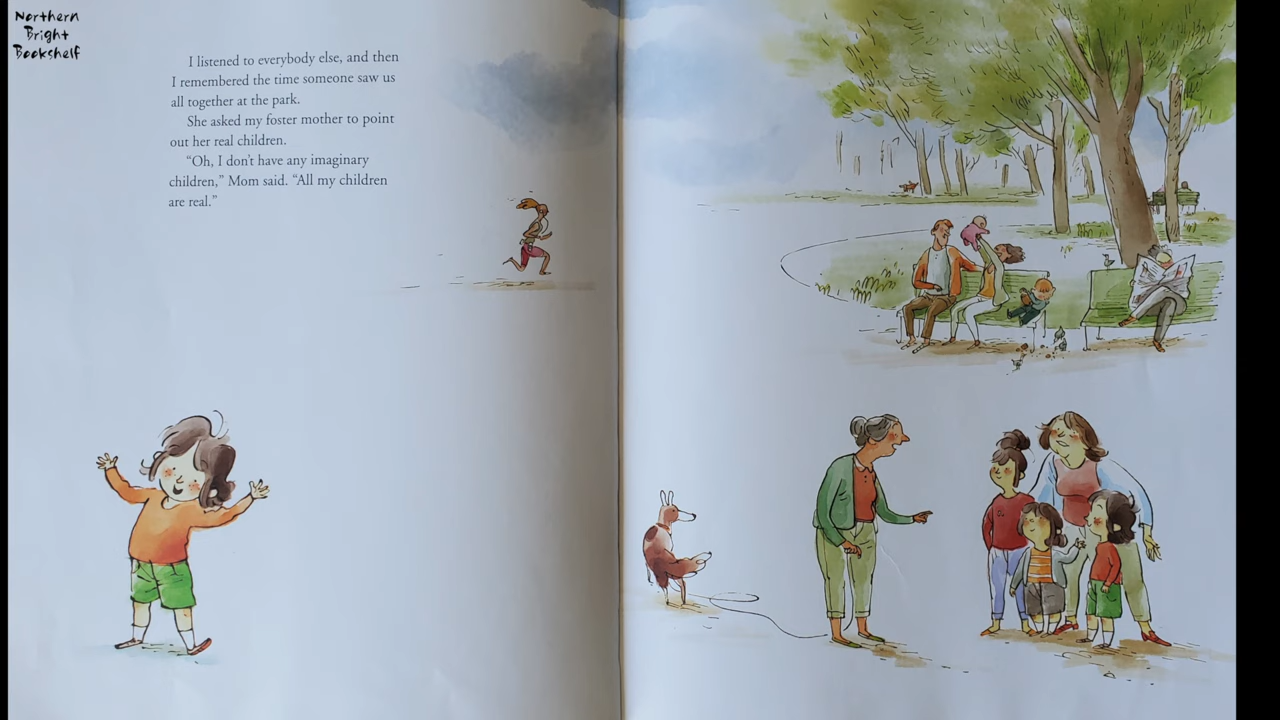 Northern
Bright
Bookshelf
I listened to everybody else, and then
I remembered the time someone saw us
all together at the park.
She asked my foster mother to point
out her real children.
“Oh, I don’t have any imaginary
children,” Mom said. “All my children
are real.”